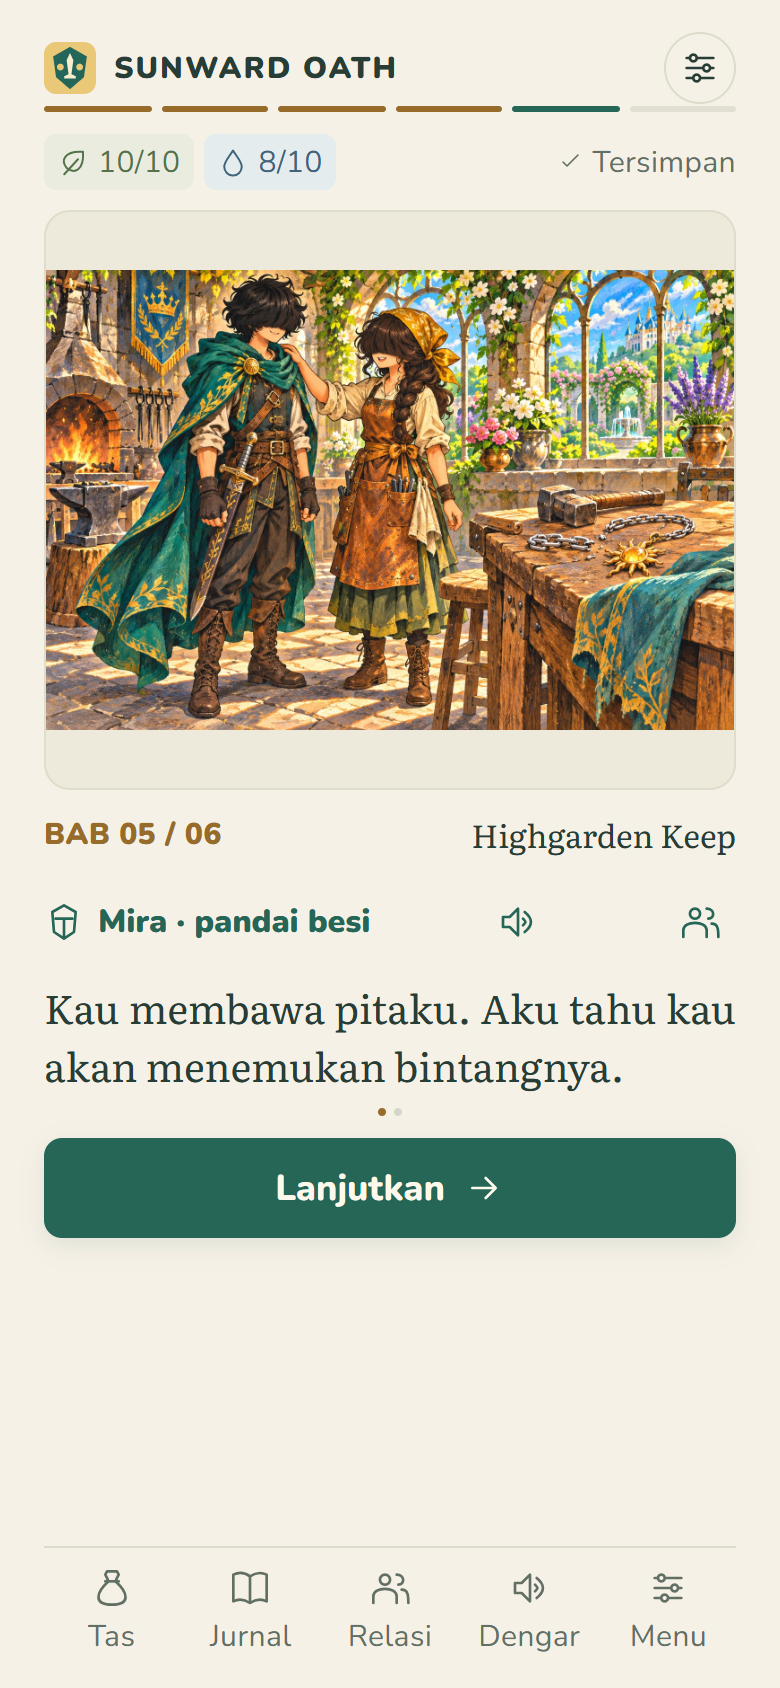 SUNWARD OATH
10/10
8/10
Tersimpan
BAB 05 / 06
Highgarden Keep
Mira · pandai besi
Kau membawa pitaku. Aku tahu kau
akan menemukan bintangnya.
Lanjutkan
Tas
Jurnal
Relasi
Dengar
Menu